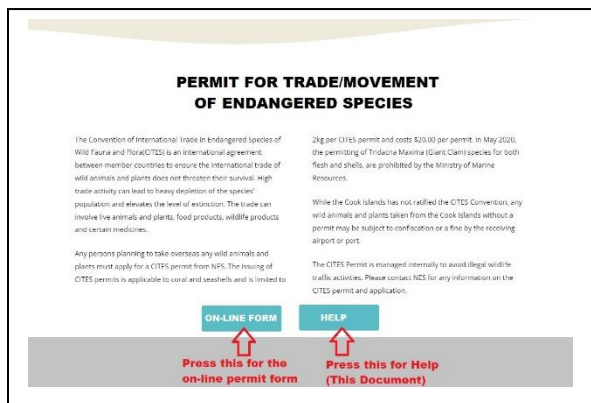 PERMIT FOR TRADE/MOVEMENT
OF ENDANGERED SPECIES
The Convention of International Trade in Endangered Species of
Wild Fauna and Flora(CITES) is an international agreement
between member countries to ensure the international trade of
wild animals and plants does not threaten their survival. High
trade activity can lead to heavy depletion of the species'
population and elevates the level of extinction. The trade can
involve live animals and plants, food products, wildlife products
and certain medicines.
Any persons planning to take overseas any wild animals and
plants must apply for a CITES permit from NES. The issuing of
CITES permits is applicable to coral and seashells and is limited to
2kg per CITES permit and costs $20.00 per permit. In May 2020,
the permitting of Tridacna Maxima (Giant Clam) species for both
flesh and shells, are prohibited by the Ministry of Marine
Resources.
While the Cook Islands has not ratified the CITES Convention, any
wild animals and plants taken from the Cook Islands without a
permit may be subject to confiscation or a fine by the receiving
airport or port.
The CITES Permit is managed internally to avoid illegal wildlife
traffic activities. Please contact NES for any information on the
CITES permit and application.
ON-LINE FORM
HELP
Press this for the
on-line permit form
Press this for Help
(This Document)